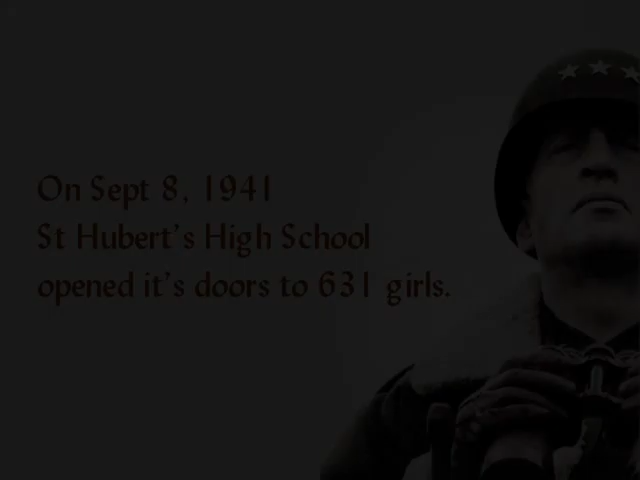 On Sept 8, 1941
St Hubert's High School
opened it's doors to 631 girls.